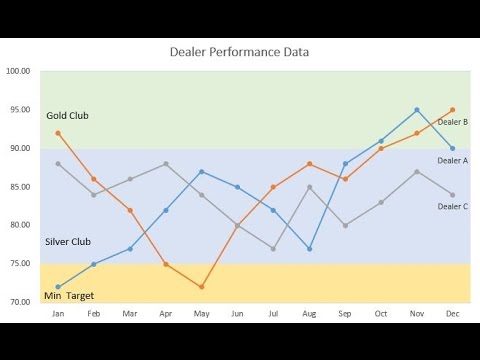 Dealer Performance Data
100.00
95.00
90.00
85.00
80.00
75.00
70.00
Gold Club
Silver Club
Min Target
Dealer B
Dealer A
Dealer C
Jan Feb Mar Apr May Jun Jul Aug Sep Oct Nov Dec